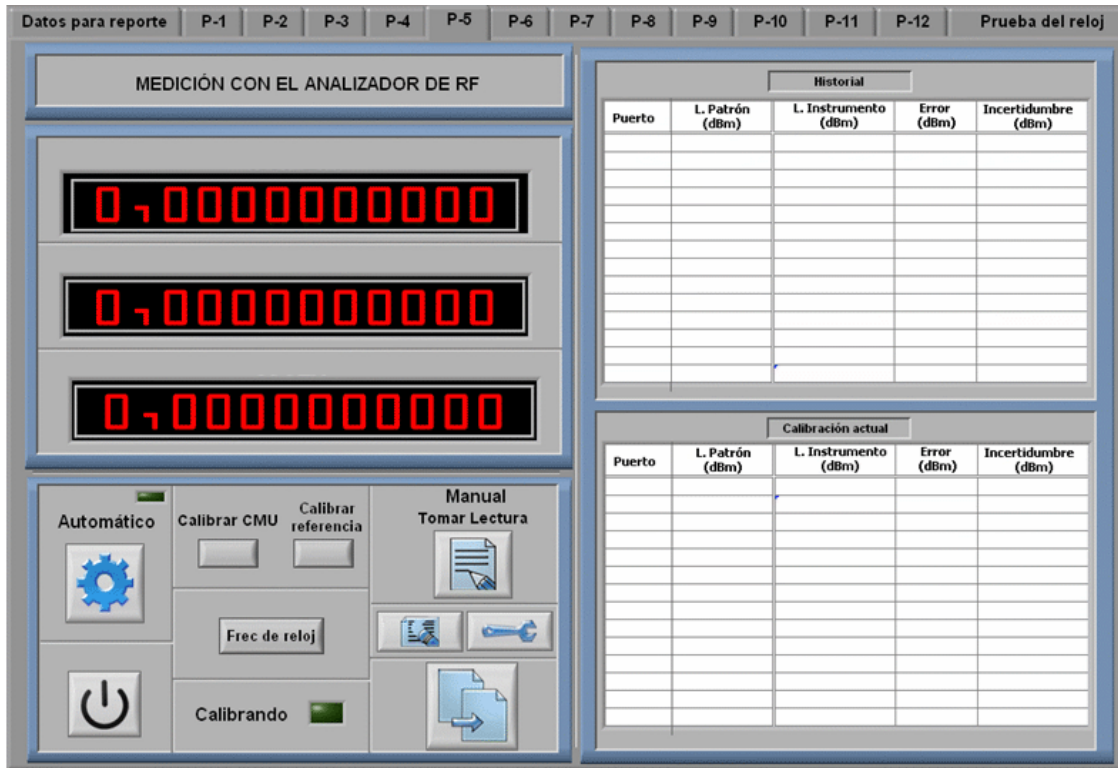 Datos para reporte P-1 P-2 P-3 P-4 P-5 P-6 P-7 P-8 P-9 P-10 P-11 P-12 Prueba del reloj
MEDICIÓN CON EL ANALIZADOR DE RF
0,0000000000
0,0000000000
0,0000000000
Automático
Calibrar CMU
Calibrar
referencia
Frec de reloj
Calibrando
Manual
Tomar Lectura
Historial
Puerto L. Patrón L. Instrumento Error Incertidumbre
(dBm) (dBm) (dBm) (dBm)
Calibración actual
Puerto L. Patrón L. Instrumento Error Incertidumbre
(dBm) (dBm) (dBm) (dBm)